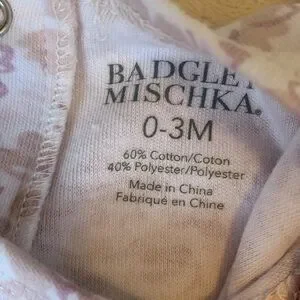 BADGLEY
MISCHKA®
0-3M
60% Cotton/Coton
40% Polyester/Polyester
Made in China
Fabriqué en Chine